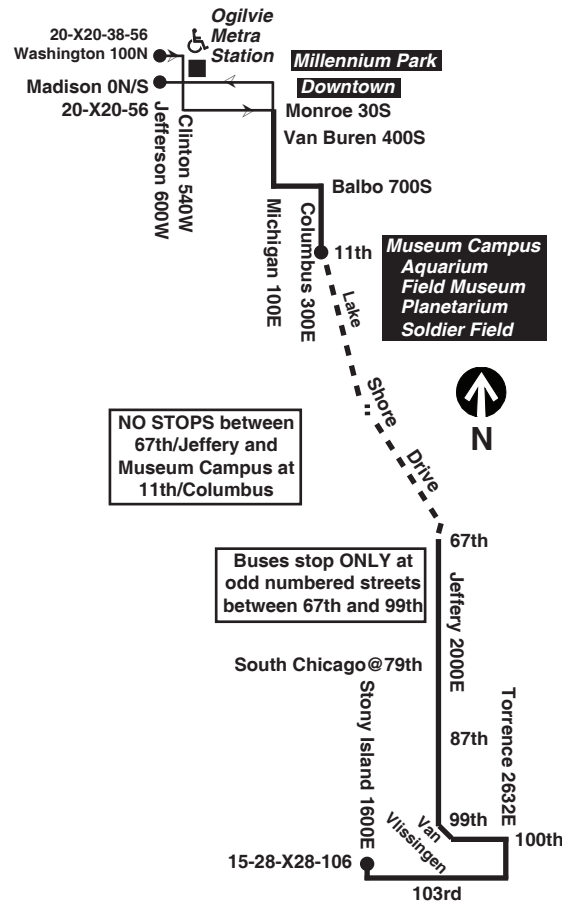 20-X20-38-56
Washington 100N
Ogilvie
Metra
Station
Millennium Park
Madison 0N/S
Downtown
20-X20-56
Monroe 30S
Van Buren 400S
Jefferson 600W
Clinton 540W
Balbo 700S
Michigan 100E
Columbus 300E
11th
Museum Campus
Aquarium
Field Museum
Planetarium
Soldier Field
Lake
Shore
Drive
N
NO STOPS between
67th/Jeffery and
Museum Campus at
11th/Columbus
67th
Buses stop ONLY at
odd numbered streets
between 67th and 99th
Jeffery 2000E
South Chicago@79th
Stony Island 1600E
Torrence 2632E
87th
99th
Van
Vlissingen
100th
15-28-X28-106
103rd